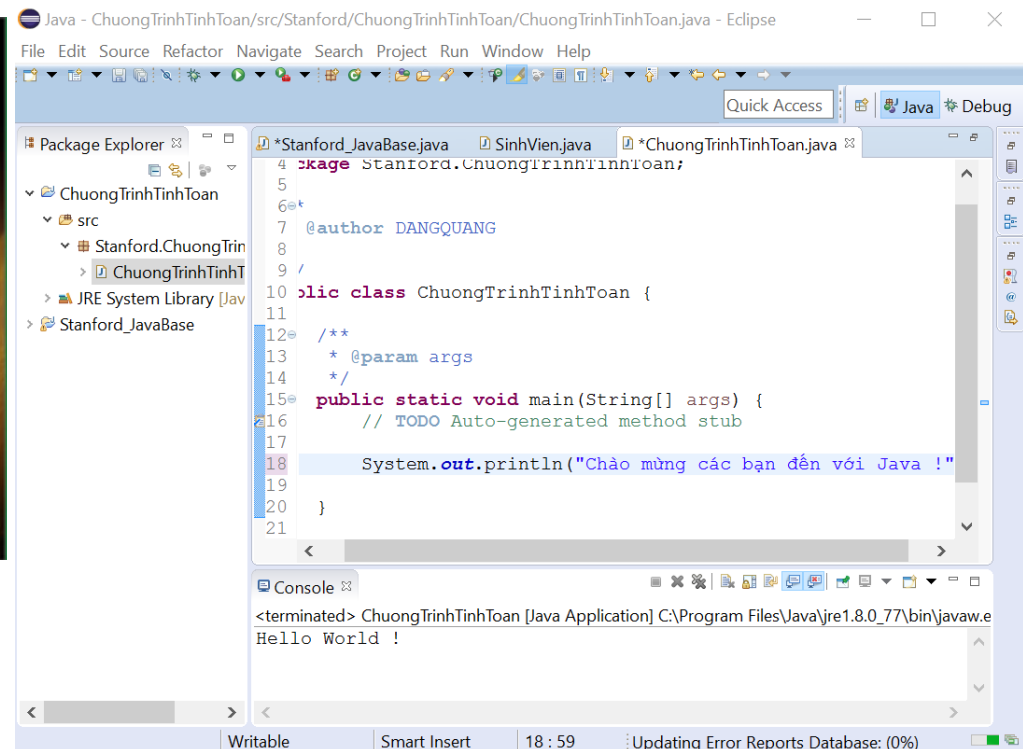 Java - ChuongTrinhTinhToan/src/Stanford/ChuongTrinhTinhToan/ChuongTrinhTinhToan.java - Eclipse
File Edit Source Refactor Navigate Search Project Run Window Help
Quick Access
Java
Debug
Package Explorer
*Stanford_JavaBase.java
SinhVien.java
*ChuongTrinhTinhToan.java
ChuongTrinhTinhToan
src
Stanford.ChuongTrin
ChuongTrinhTinhT
JRE System Library [Jav
Stanford_JavaBase
4 ckage Stanford.ChuongTrinhTinhToan;
5
6 *
7 @author DANGQUANG
8
9 /
10 blic class ChuongTrinhTinhToan {
11
12 /**
13 * @param args
14 */
15 public static void main(String[] args) {
16 // TODO Auto-generated method stub
17
18 System.out.println("Chào mừng các bạn đến với Java !"
19
20 }
21
Console
<terminated> ChuongTrinhTinhToan [Java Application] C:\Program Files\Java\jre1.8.0_77\bin\javaw.e
Hello World !
Writable
Smart Insert
18 : 59
Updating Error Reports Database: (0%)